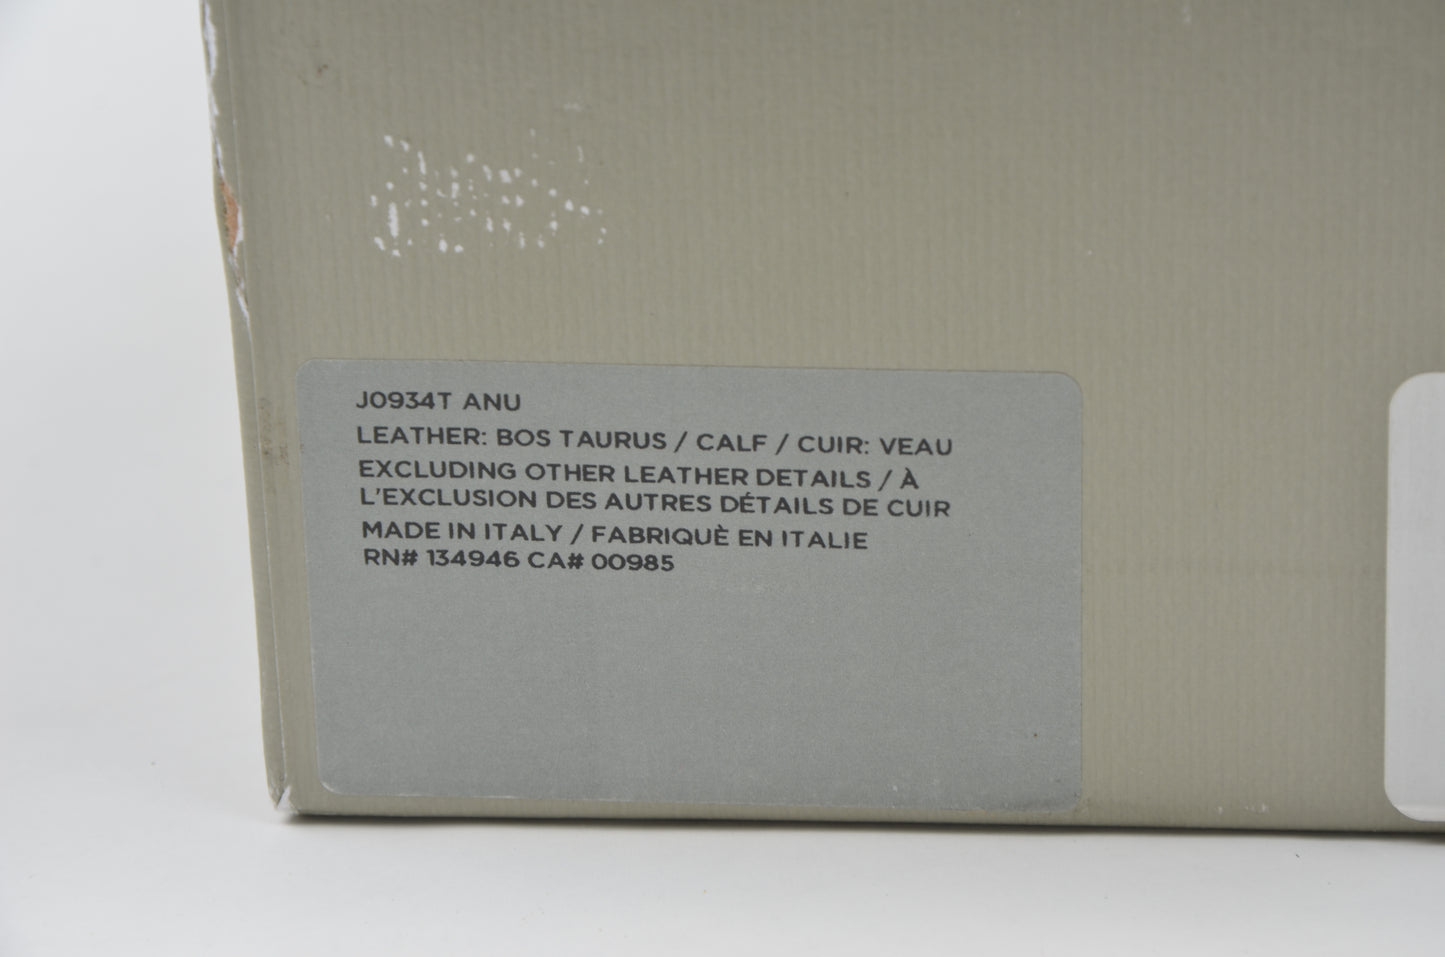 J0934T ANU
LEATHER: BOS TAURUS / CALF / CUIR: VEAU
EXCLUDING OTHER LEATHER DETAILS / À
L'EXCLUSION DES AUTRES DÉTAILS DE CUIR
MADE IN ITALY / FABRIQUÈ EN ITALIE
RN# 134946 CA# 00985